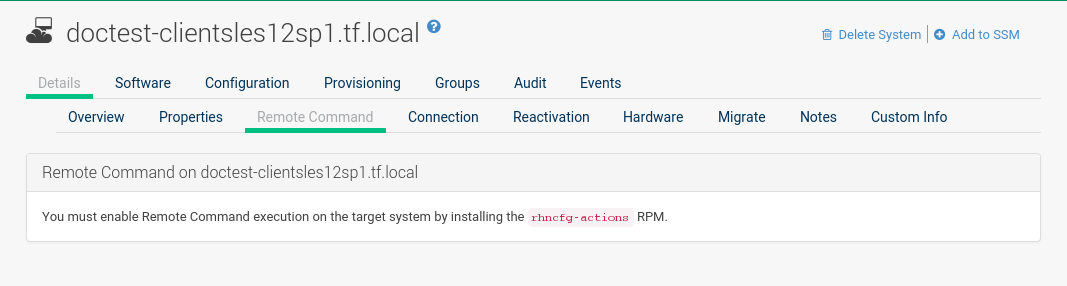 doctest-clientsles12sp1.tf.local ?
Delete System | Add to SSM
Details Software Configuration Provisioning Groups Audit Events
Overview Properties Remote Command Connection Reactivation Hardware Migrate Notes Custom Info
Remote Command on doctest-clientsles12sp1.tf.local
You must enable Remote Command execution on the target system by installing the rhncfg-actions RPM.